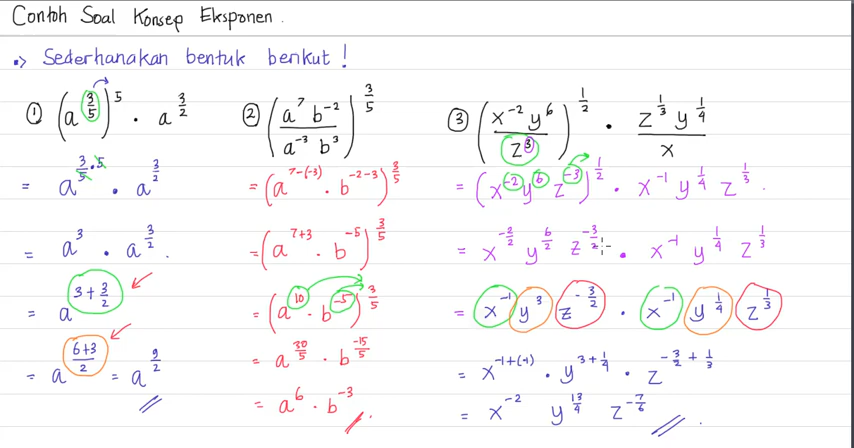 Contoh Soal Konsep Eksponen.
•> Sederhanakan bentuk berikut !
① (a^(3/5))^5 · a^(3/2)
= a^(3/5 · 5) · a^(3/2)
= a^3 · a^(3/2) .
= a^(3 + 3/2)
= a^((6+3)/2) = a^(9/2)
② ((a^7 b^-2)/(a^-3 b^3))^(3/5)
= (a^(7-(-3)) · b^(-2-3))^(3/5)
= (a^(7+3) · b^-5)^(3/5)
= (a^10 · b^-5)^(3/5)
= a^(30/5) · b^(-15/5)
= a^6 · b^-3 .
③ ((x^-2 y^6)/z^3)^(1/2) · (z^(1/3) y^(1/4))/x
= (x^-2 y^6 z^-3)^(1/2) · x^-1 y^(1/4) z^(1/3) .
= x^(-2/2) y^(6/2) z^(-3/2) · x^-1 y^(1/4) z^(1/3)
= x^-1 y^3 z^(-3/2) · x^-1 y^(1/4) z^(1/3)
= x^(-1+(-1)) · y^(3+1/4) · z^(-3/2 + 1/3)
= x^-2 y^(13/4) z^(-7/6) .